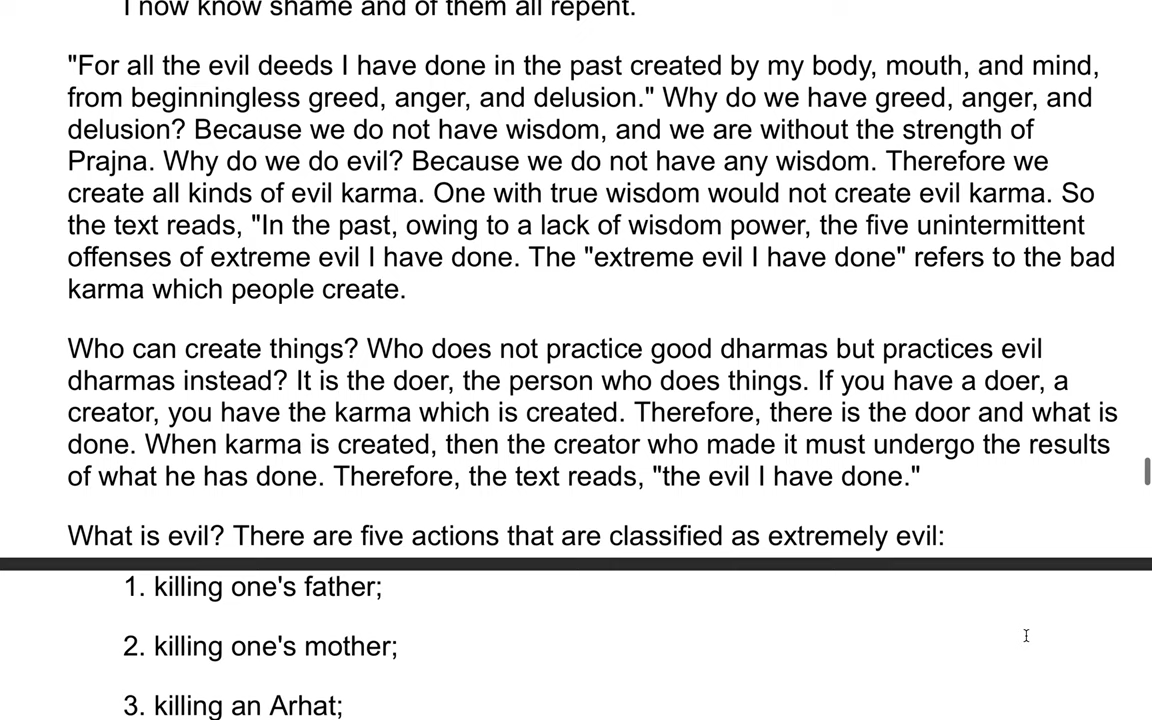 I now know shame and of them all repent.
"For all the evil deeds I have done in the past created by my body, mouth, and mind,
from beginningless greed, anger, and delusion." Why do we have greed, anger, and
delusion? Because we do not have wisdom, and we are without the strength of
Prajna. Why do we do evil? Because we do not have any wisdom. Therefore we
create all kinds of evil karma. One with true wisdom would not create evil karma. So
the text reads, "In the past, owing to a lack of wisdom power, the five unintermittent
offenses of extreme evil I have done. The "extreme evil I have done" refers to the bad
karma which people create.
Who can create things? Who does not practice good dharmas but practices evil
dharmas instead? It is the doer, the person who does things. If you have a doer, a
creator, you have the karma which is created. Therefore, there is the door and what is
done. When karma is created, then the creator who made it must undergo the results
of what he has done. Therefore, the text reads, "the evil I have done."
What is evil? There are five actions that are classified as extremely evil:
1. killing one's father;
2. killing one's mother;
3. killing an Arhat;